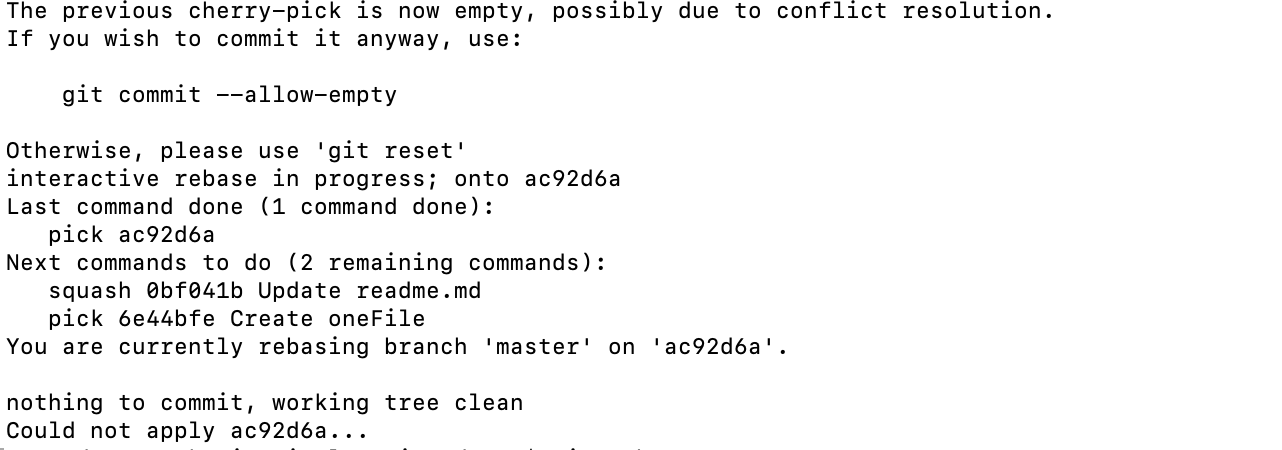 The previous cherry-pick is now empty, possibly due to conflict resolution.
If you wish to commit it anyway, use:

    git commit --allow-empty

Otherwise, please use 'git reset'
interactive rebase in progress; onto ac92d6a
Last command done (1 command done):
   pick ac92d6a
Next commands to do (2 remaining commands):
   squash 0bf041b Update readme.md
   pick 6e44bfe Create oneFile
You are currently rebasing branch 'master' on 'ac92d6a'.

nothing to commit, working tree clean
Could not apply ac92d6a...